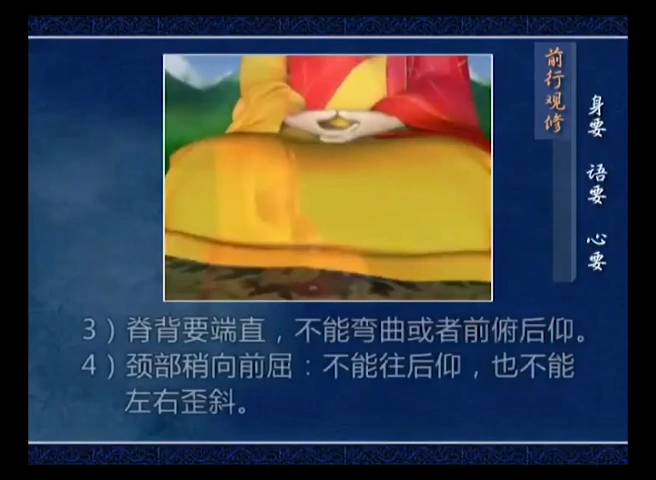 前行观修
身要 语要 心要
3）脊背要端直，不能弯曲或者前俯后仰。
4）颈部稍向前屈：不能往后仰，也不能
左右歪斜。